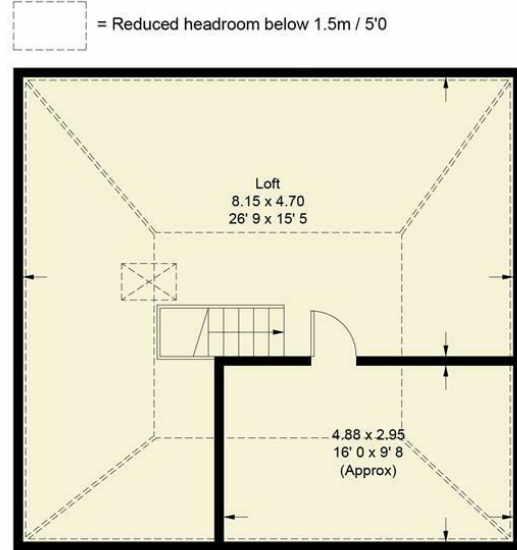 = Reduced headroom below 1.5m / 5'0
Loft
8.15 x 4.70
26' 9 x 15' 5
4.88 x 2.95
16' 0 x 9' 8
(Approx)